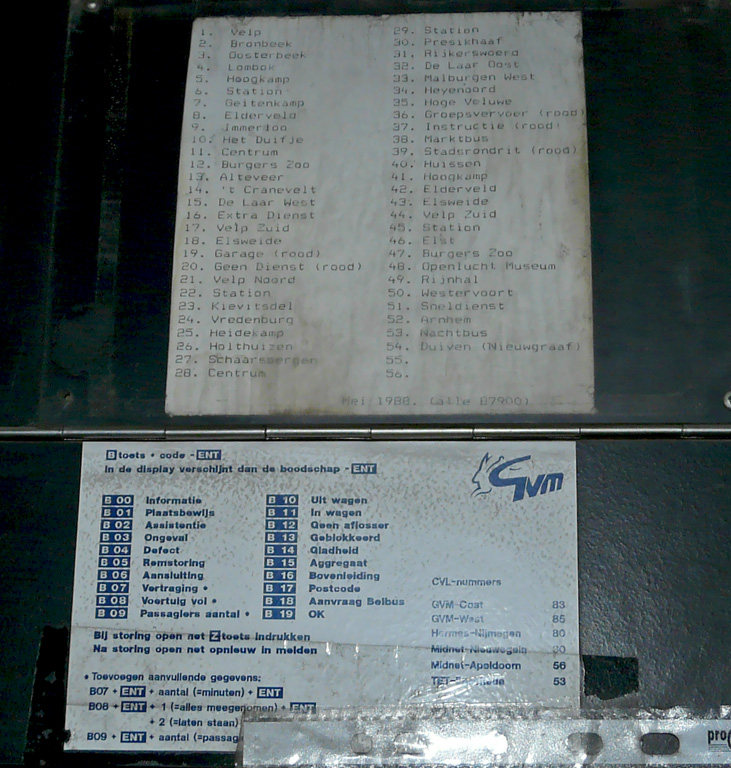 1. Velp
2. Bronbeek
3. Oosterbeek
4. Lombok
5. Hoogkamp
6. Station
7. Geitenkamp
8. Elderveld
9. Immerloo
10. Het Duifje
11. Centrum
12. Burgers Zoo
13. Alteveer
14. 't Cranevelt
15. De Laar West
16. Extra Dienst
17. Velp Zuid
18. Elsweide
19. Garage (rood)
20. Geen Dienst (rood)
21. Velp Noord
22. Station
23. Kievitsdel
24. Vredenburg
25. Heidekamp
26. Holthuizen
27. Schaarsbergen
28. Centrum
29. Station
30. Presikhaaf
31. Rijkerswoerd
32. De Laar Oost
33. Malburgen West
34. Heyenoord
35. Hoge Veluwe
36. Groepsvervoer (rood)
37. Instructie (rood)
38. Marktbus
39. Stadsrondrit (rood)
40. Huissen
41. Hoogkamp
42. Elderveld
43. Elsweide
44. Velp Zuid
45. Station
46. Elst
47. Burgers Zoo
48. Openlucht Museum
49. Rijnhal
50. Westervoort
51. Sneldienst
52. Arnhem
53. Nachtbus
54. Duiven (Nieuwgraaf)
55.
56.
Mei 1988. (alle B7900)
B toets + code - ENT
In de display verschijnt dan de boodschap - ENT
GVM
B 00 Informatie
B 01 Plaatsbewijs
B 02 Assistentie
B 03 Ongeval
B 04 Defect
B 05 Remstoring
B 06 Aansluiting
B 07 Vertraging *
B 08 Voertuig vol *
B 09 Passagiers aantal *
B 10 Uit wagen
B 11 In wagen
B 12 Geen aflosser
B 13 Geblokkeerd
B 14 Gladheid
B 15 Aggregaat
B 16 Bovenleiding
B 17 Postcode
B 18 Aanvraag Belbus
B 19 OK
CVL-nummers
GVM-Oost 83
GVM-West 85
Hermes-Nijmegen 80
Midnet-Nieuwegein 80
Midnet-Apeldoorn 56
TET-Enschede 53
Bij storing open net Z toets indrukken
Na storing open net opnieuw in melden
* Toevoegen aanvullende gegevens:
B07 + ENT + aantal (=minuten) + ENT
B08 + ENT + 1 (=alles meegenomen) + ENT
+ 2 (=laten staan)
B09 + ENT + aantal (=passag